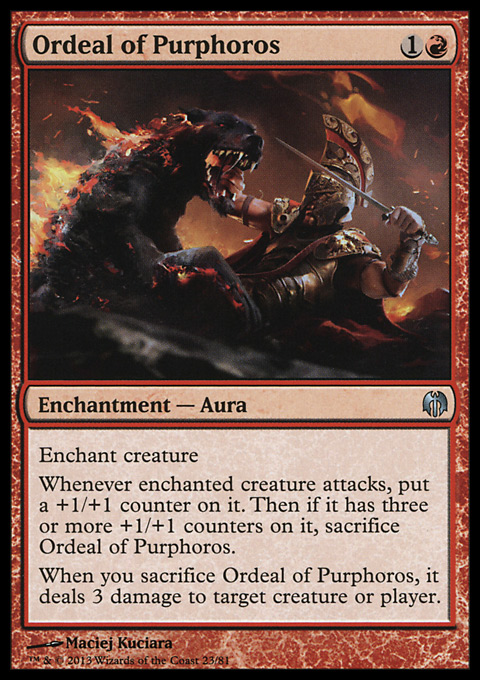 Ordeal of Purphoros 1
Enchantment — Aura
Enchant creature
Whenever enchanted creature attacks, put
a +1/+1 counter on it. Then if it has three
or more +1/+1 counters on it, sacrifice
Ordeal of Purphoros.
When you sacrifice Ordeal of Purphoros, it
deals 3 damage to target creature or player.
Maciej Kuciara
™ & © 2013 Wizards of the Coast 23/81